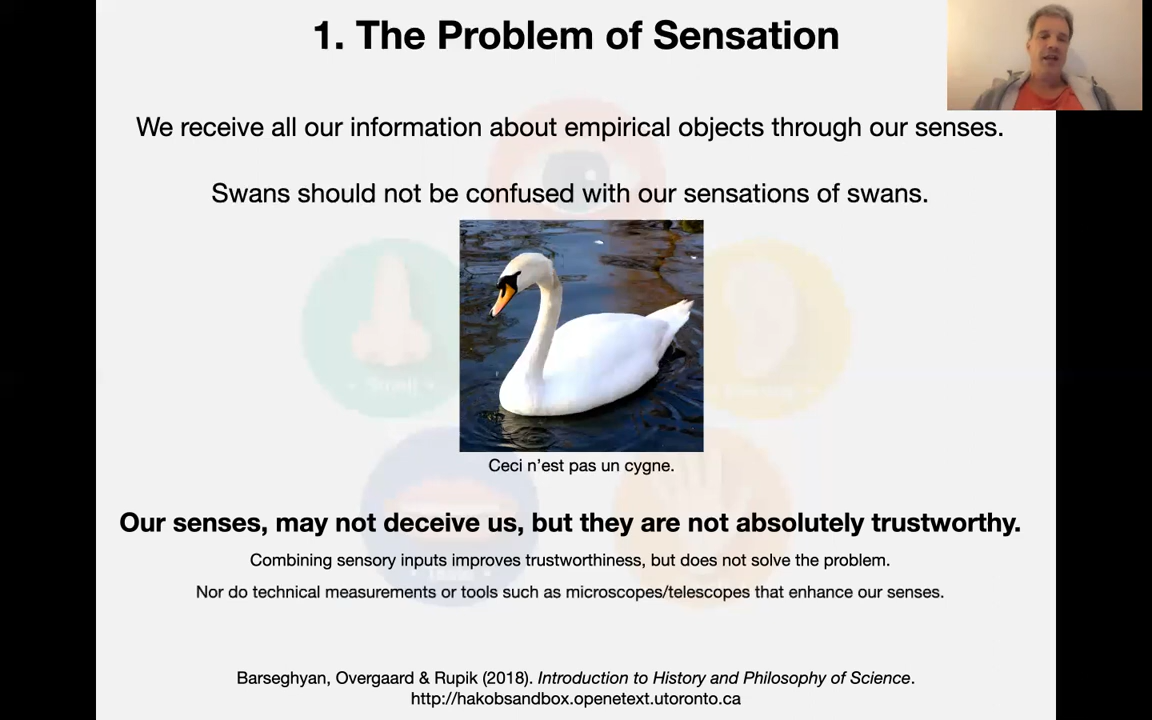 1. The Problem of Sensation
We receive all our information about empirical objects through our senses.
Swans should not be confused with our sensations of swans.
Ceci n’est pas un cygne.
Our senses, may not deceive us, but they are not absolutely trustworthy.
Combining sensory inputs improves trustworthiness, but does not solve the problem.
Nor do technical measurements or tools such as microscopes/telescopes that enhance our senses.
Barseghyan, Overgaard & Rupik (2018). Introduction to History and Philosophy of Science.
http://hakobsandbox.openetext.utoronto.ca